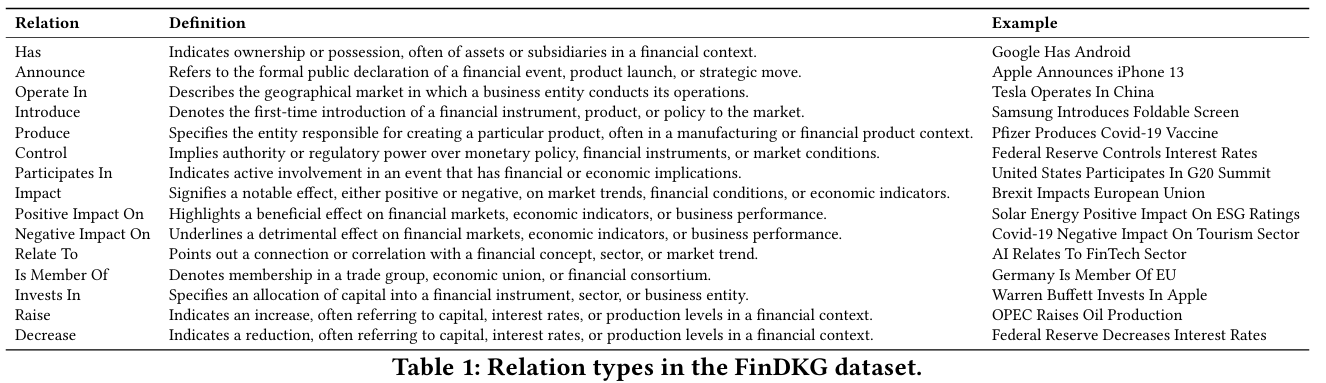 Relation Definition Example
Has Indicates ownership or possession, often of assets or subsidiaries in a financial context. Google Has Android
Announce Refers to the formal public declaration of a financial event, product launch, or strategic move. Apple Announces iPhone 13
Operate In Describes the geographical market in which a business entity conducts its operations. Tesla Operates In China
Introduce Denotes the first-time introduction of a financial instrument, product, or policy to the market. Samsung Introduces Foldable Screen
Produce Specifies the entity responsible for creating a particular product, often in a manufacturing or financial product context. Pfizer Produces Covid-19 Vaccine
Control Implies authority or regulatory power over monetary policy, financial instruments, or market conditions. Federal Reserve Controls Interest Rates
Participates In Indicates active involvement in an event that has financial or economic implications. United States Participates In G20 Summit
Impact Signifies a notable effect, either positive or negative, on market trends, financial conditions, or economic indicators. Brexit Impacts European Union
Positive Impact On Highlights a beneficial effect on financial markets, economic indicators, or business performance. Solar Energy Positive Impact On ESG Ratings
Negative Impact On Underlines a detrimental effect on financial markets, economic indicators, or business performance. Covid-19 Negative Impact On Tourism Sector
Relate To Points out a connection or correlation with a financial concept, sector, or market trend. AI Relates To FinTech Sector
Is Member Of Denotes membership in a trade group, economic union, or financial consortium. Germany Is Member Of EU
Invests In Specifies an allocation of capital into a financial instrument, sector, or business entity. Warren Buffett Invests In Apple
Raise Indicates an increase, often referring to capital, interest rates, or production levels in a financial context. OPEC Raises Oil Production
Decrease Indicates a reduction, often referring to capital, interest rates, or production levels in a financial context. Federal Reserve Decreases Interest Rates
Table 1: Relation types in the FinDKG dataset.